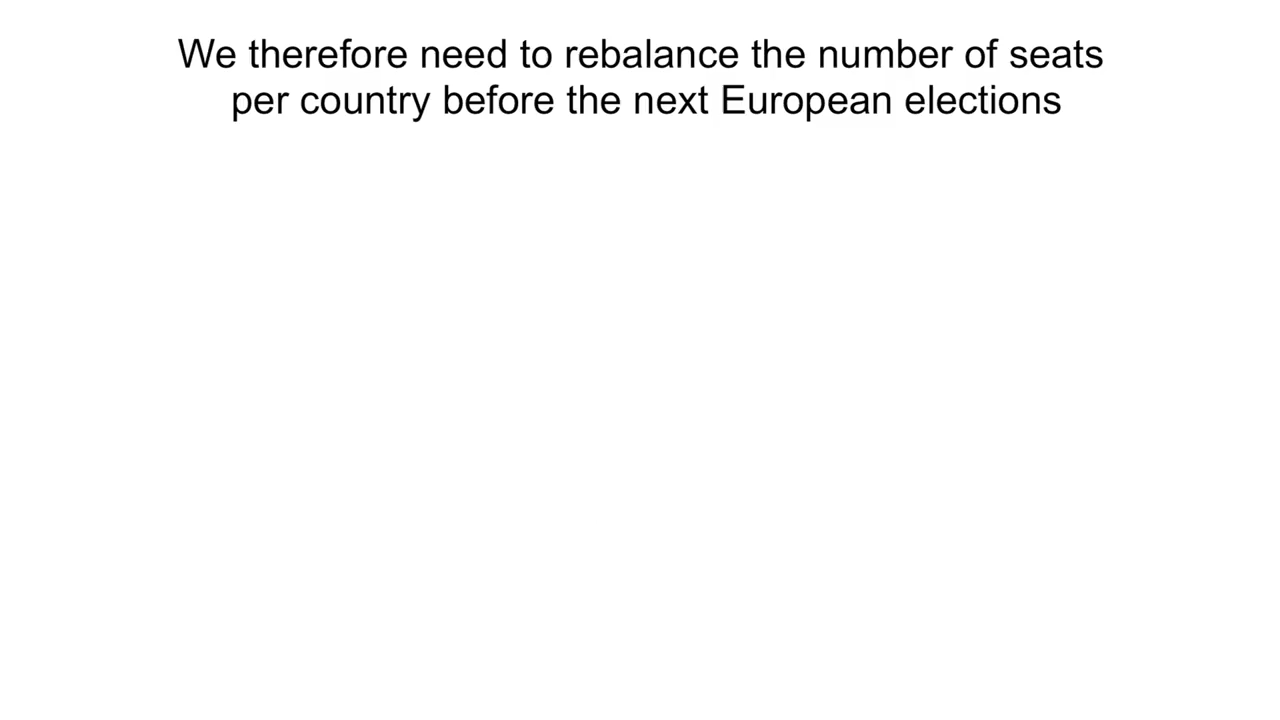 We therefore need to rebalance the number of seats
per country before the next European elections